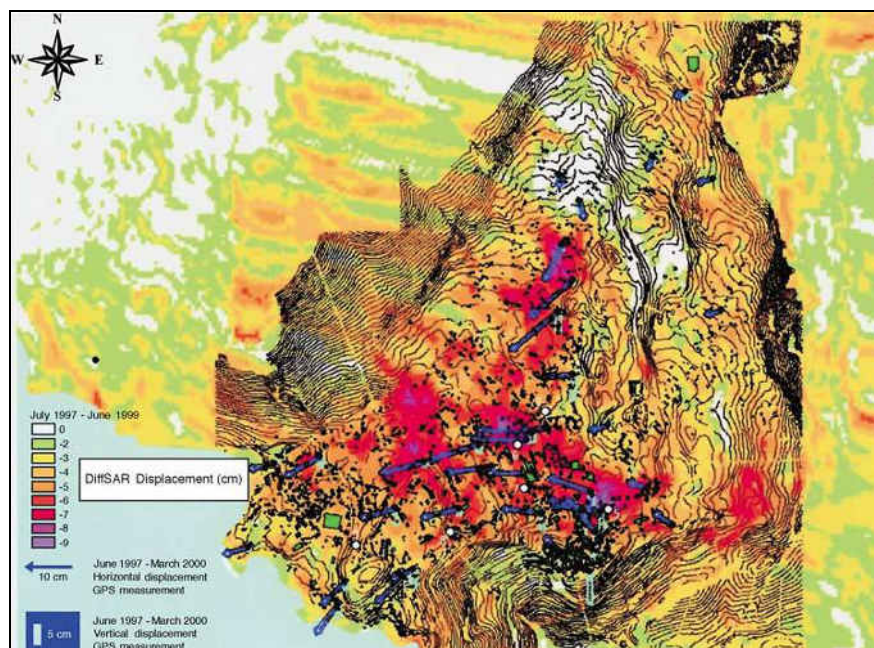 N
W E
S
July 1997 - June 1999
0
-2
-3
-4
-5
-6
-7
-8
-9
DiffSAR Displacement (cm)
10 cm
June 1997 - March 2000
Horizontal displacement
GPS measurement
5 cm
June 1997 - March 2000
Vertical displacement
GPS measurement